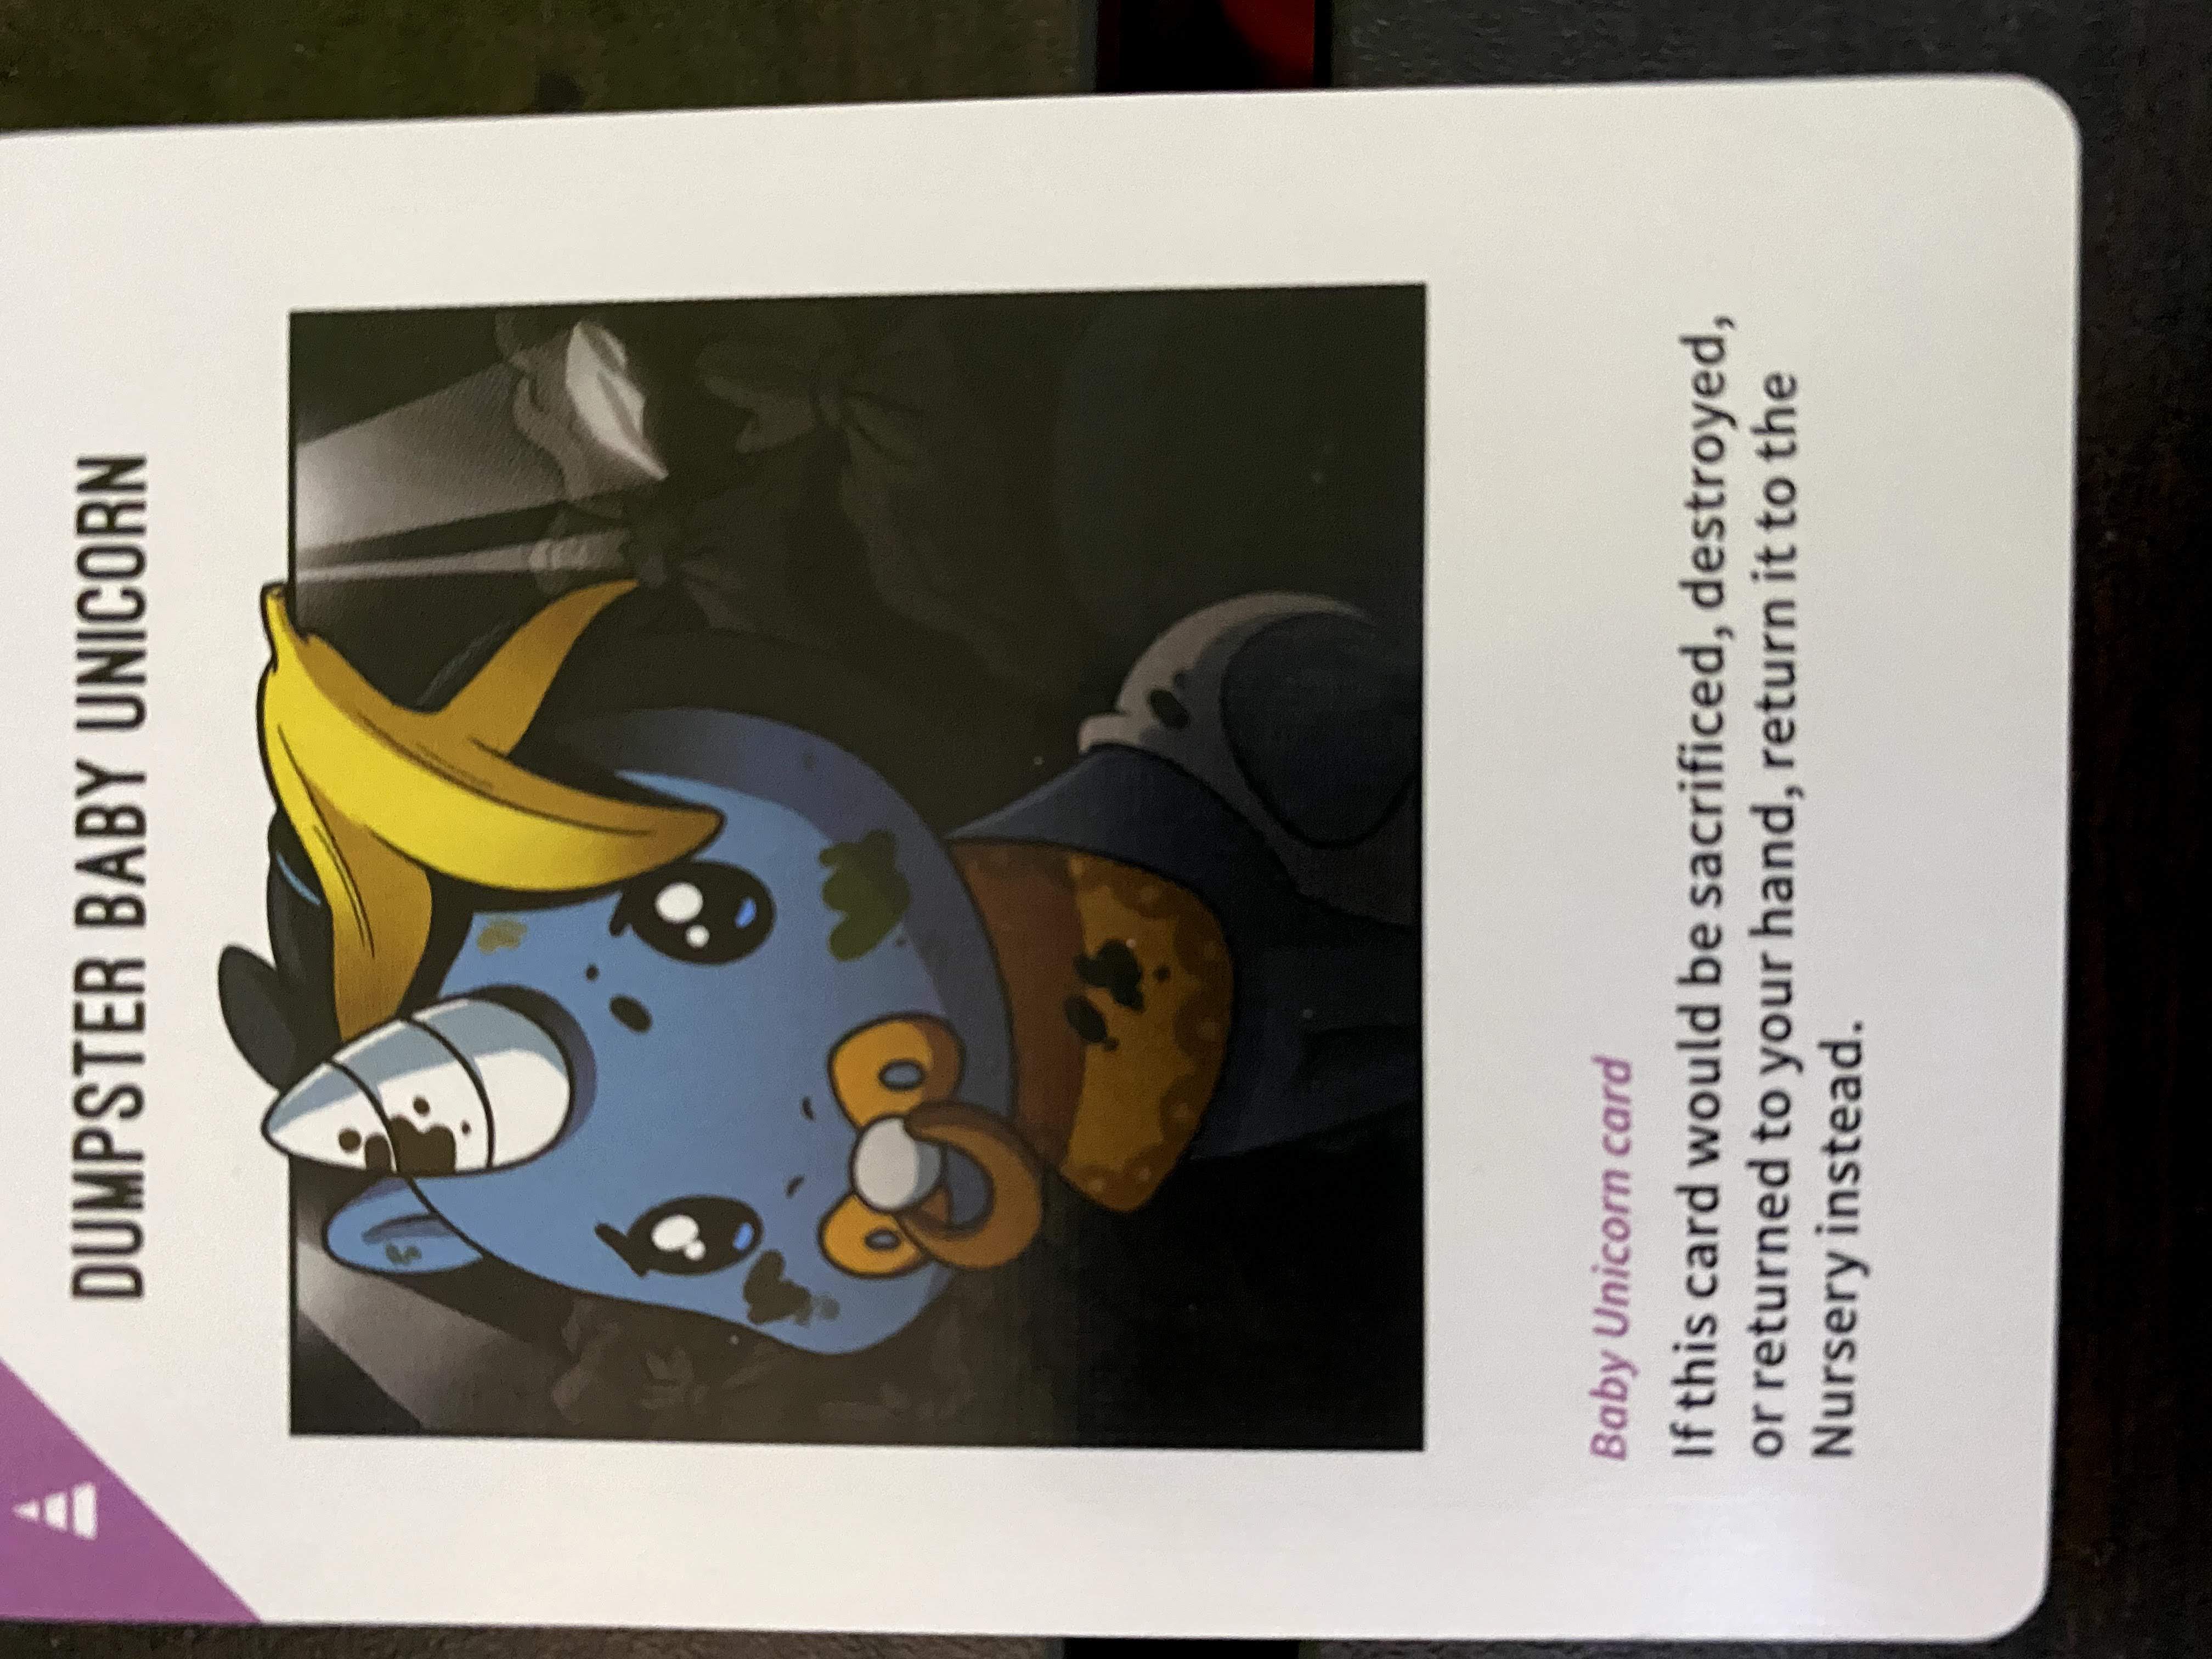 DUMPSTER BABY UNICORN
Baby Unicorn card
If this card would be sacrificed, destroyed,
or returned to your hand, return it to the
Nursery instead.